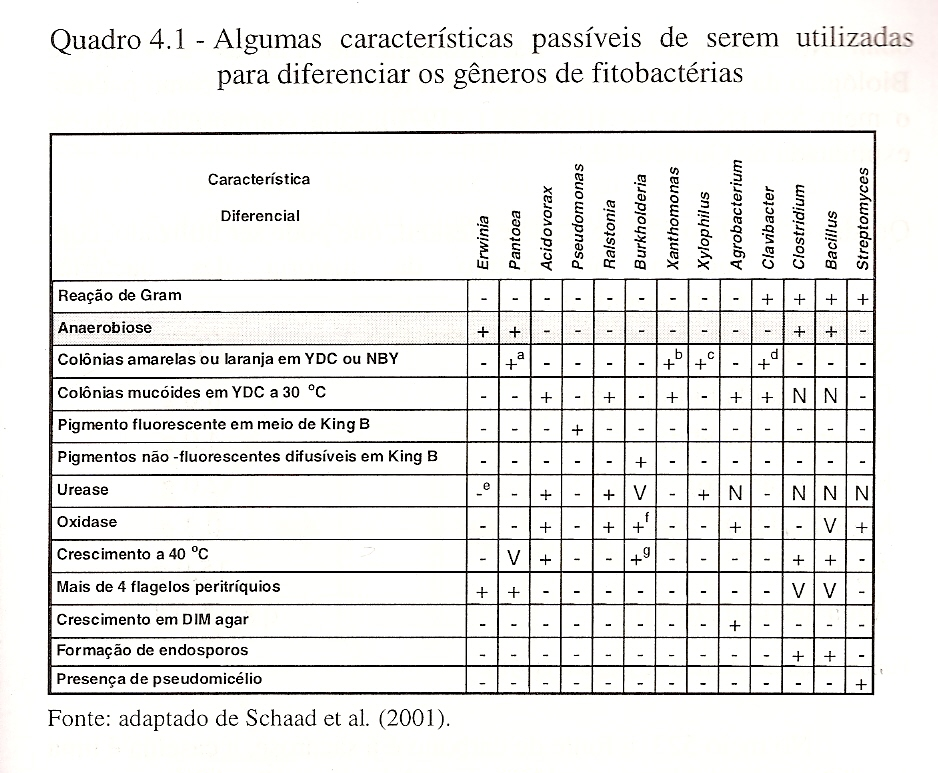 Quadro 4.1 - Algumas características passíveis de serem utilizadas
para diferenciar os gêneros de fitobactérias
Característica
Diferencial
Erwinia
Pantoea
Acidovorax
Pseudomonas
Ralstonia
Burkholderia
Xanthomonas
Xylophilus
Agrobacterium
Clavibacter
Clostridium
Bacillus
Streptomyces
Reação de Gram - - - - - - - - - + + + +
Anaerobiose + + - - - - - - - - + + -
Colônias amarelas ou laranja em YDC ou NBY - +a - - - - +b +c - +d - - -
Colônias mucóides em YDC a 30 ºC - - + - + - + - + + N N -
Pigmento fluorescente em meio de King B - - - + - - - - - - - - -
Pigmentos não -fluorescentes difusíveis em King B - - - - - + - - - - - - -
Urease -e - + - + V - + N - N N N
Oxidase - - + - + +f - - + - - V +
Crescimento a 40 ºC - V + - - +g - - - - + + -
Mais de 4 flagelos peritríquios + + - - - - - - - - V V -
Crescimento em DIM agar - - - - - - - - + - - - -
Formação de endosporos - - - - - - - - - - + + -
Presença de pseudomicélio - - - - - - - - - - - - +
Fonte: adaptado de Schaad et al. (2001).